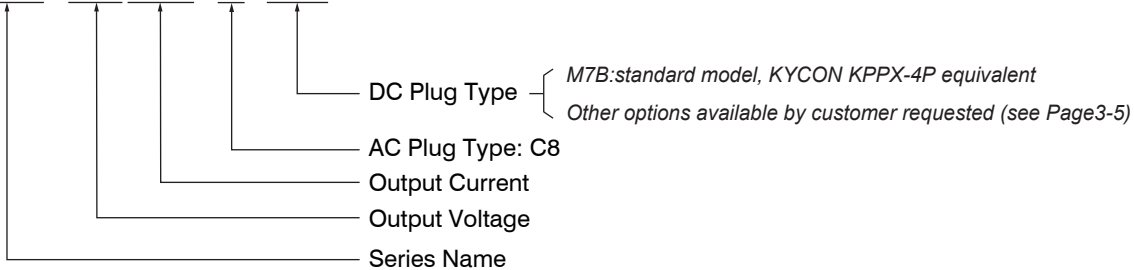 M7B:standard model, KYCON KPPX-4P equivalent
DC Plug Type
Other options available by customer requested (see Page3-5)
AC Plug Type: C8
Output Current
Output Voltage
Series Name